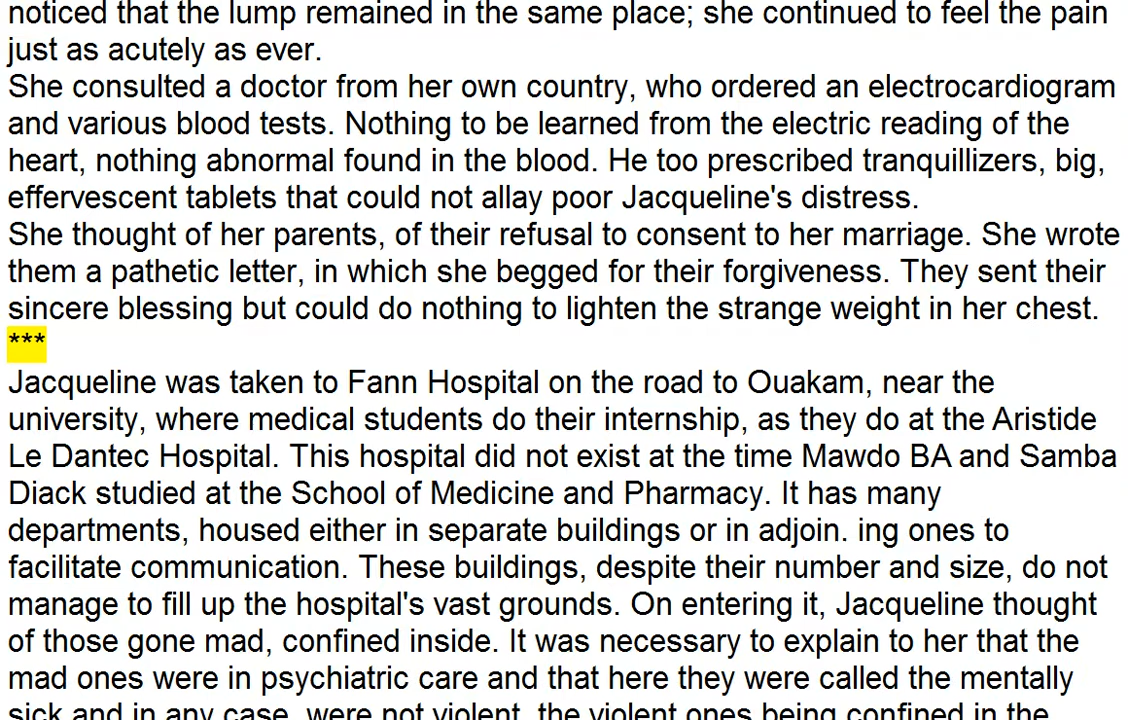 noticed that the lump remained in the same place; she continued to feel the pain
just as acutely as ever.
She consulted a doctor from her own country, who ordered an electrocardiogram
and various blood tests. Nothing to be learned from the electric reading of the
heart, nothing abnormal found in the blood. He too prescribed tranquillizers, big,
effervescent tablets that could not allay poor Jacqueline's distress.
She thought of her parents, of their refusal to consent to her marriage. She wrote
them a pathetic letter, in which she begged for their forgiveness. They sent their
sincere blessing but could do nothing to lighten the strange weight in her chest.
***
Jacqueline was taken to Fann Hospital on the road to Ouakam, near the
university, where medical students do their internship, as they do at the Aristide
Le Dantec Hospital. This hospital did not exist at the time Mawdo BA and Samba
Diack studied at the School of Medicine and Pharmacy. It has many
departments, housed either in separate buildings or in adjoin. ing ones to
facilitate communication. These buildings, despite their number and size, do not
manage to fill up the hospital's vast grounds. On entering it, Jacqueline thought
of those gone mad, confined inside. It was necessary to explain to her that the
mad ones were in psychiatric care and that here they were called the mentally
sick and in any case, were not violent, the violent ones being confined in the